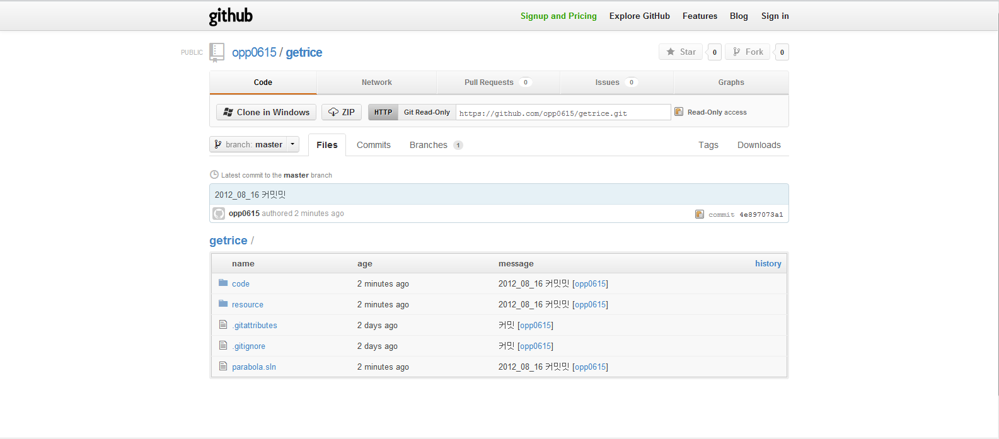 github Signup and Pricing Explore GitHub Features Blog Sign in
PUBLIC opp0615 / getrice Star 0 Fork 0
Code Network Pull Requests 0 Issues 0 Graphs
Clone in Windows ZIP HTTP Git Read-Only https://github.com/opp0615/getrice.git Read-Only access
branch: master Files Commits Branches 1 Tags Downloads
Latest commit to the master branch
2012_08_16 커밋밋
opp0615 authored 2 minutes ago commit 4e897073a1
getrice /
name age message history
code 2 minutes ago 2012_08_16 커밋밋 [opp0615]
resource 2 minutes ago 2012_08_16 커밋밋 [opp0615]
.gitattributes 2 days ago 커밋 [opp0615]
.gitignore 2 days ago 커밋 [opp0615]
parabola.sln 2 minutes ago 2012_08_16 커밋밋 [opp0615]